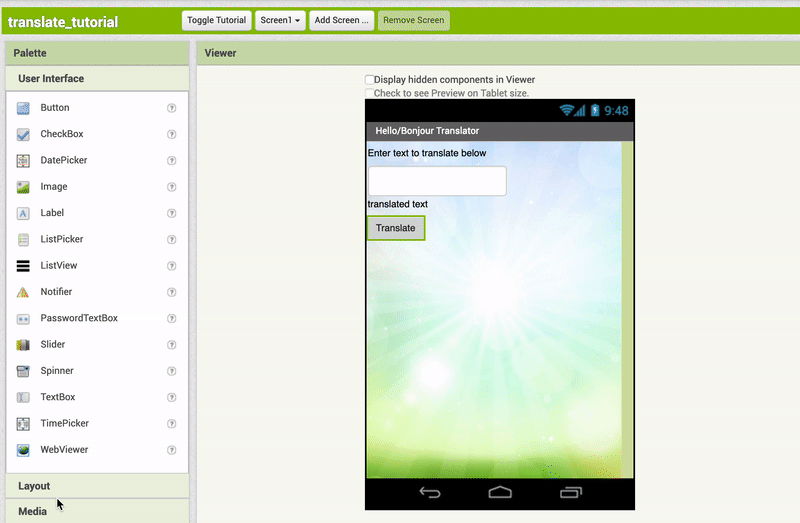 translate_tutorial
Toggle Tutorial
Screen1
Add Screen ...
Remove Screen
Palette
Viewer
User Interface
Button
?
CheckBox
?
DatePicker
?
Image
?
Label
?
ListPicker
?
ListView
?
Notifier
?
PasswordTextBox
?
Slider
?
Spinner
?
TextBox
?
TimePicker
?
WebViewer
?
Layout
Media
Display hidden components in Viewer
Check to see Preview on Tablet size.
9:48
Hello/Bonjour Translator
Enter text to translate below
translated text
Translate